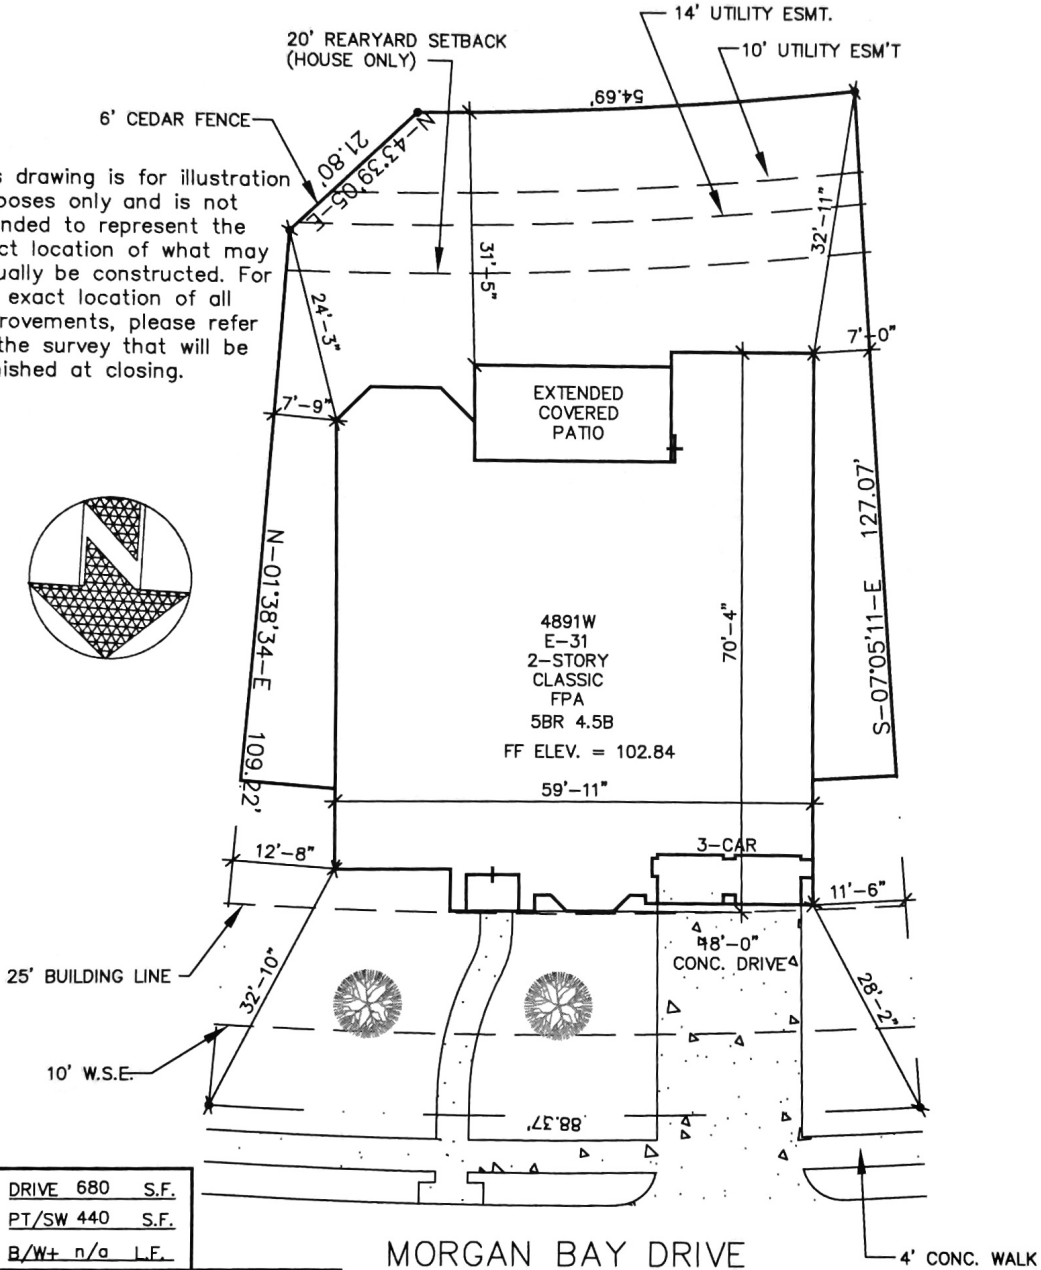 14' UTILITY ESMT.
20' REARYARD SETBACK
(HOUSE ONLY)
10' UTILITY ESM'T
54.69'
6' CEDAR FENCE
N-43°39'05-E
21.80'
s drawing is for illustration
poses only and is not
nded to represent the
ct location of what may
ually be constructed. For
exact location of all
rovements, please refer
the survey that will be
nished at closing.
31'-5"
32'-11"
24'-3"
7'-0"
7'-9"
EXTENDED
COVERED
PATIO
N-01°38'34-E 109.22'
S-07°05'11-E 127.07'
70'-4"
4891W
E-31
2-STORY
CLASSIC
FPA
5BR 4.5B
FF ELEV. = 102.84
59'-11"
3-CAR
12'-8"
11'-6"
25' BUILDING LINE
48'-0"
CONC. DRIVE
32'-10"
28'-2"
10' W.S.E.
88.37'
DRIVE 680 S.F.
PT/SW 440 S.F.
B/W+ n/a L.F.
MORGAN BAY DRIVE
4' CONC. WALK